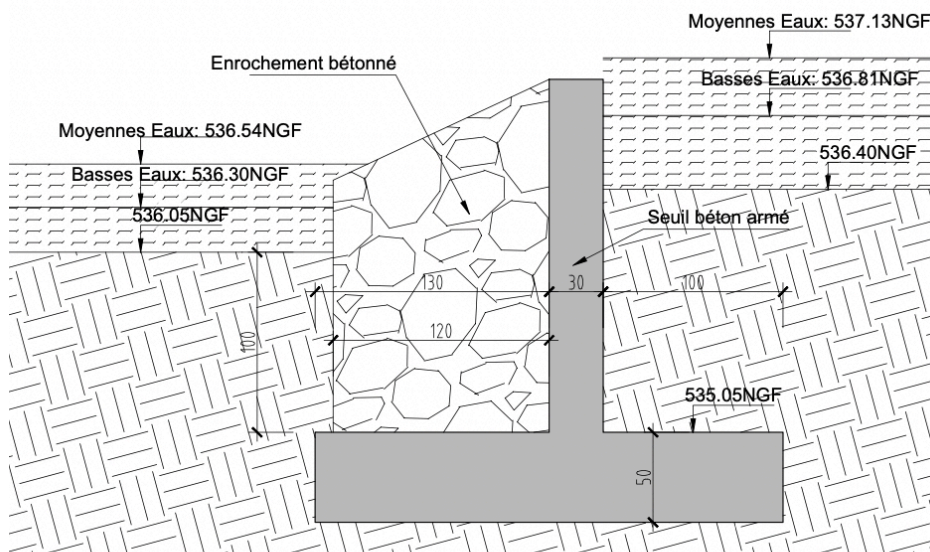 Moyennes Eaux: 537.13NGF
Enrochement bétonné
Basses Eaux: 536.81NGF
Moyennes Eaux: 536.54NGF
536.40NGF
Basses Eaux: 536.30NGF
536.05NGF
Seuil béton armé
130
30
100
120
100
535.05NGF
50